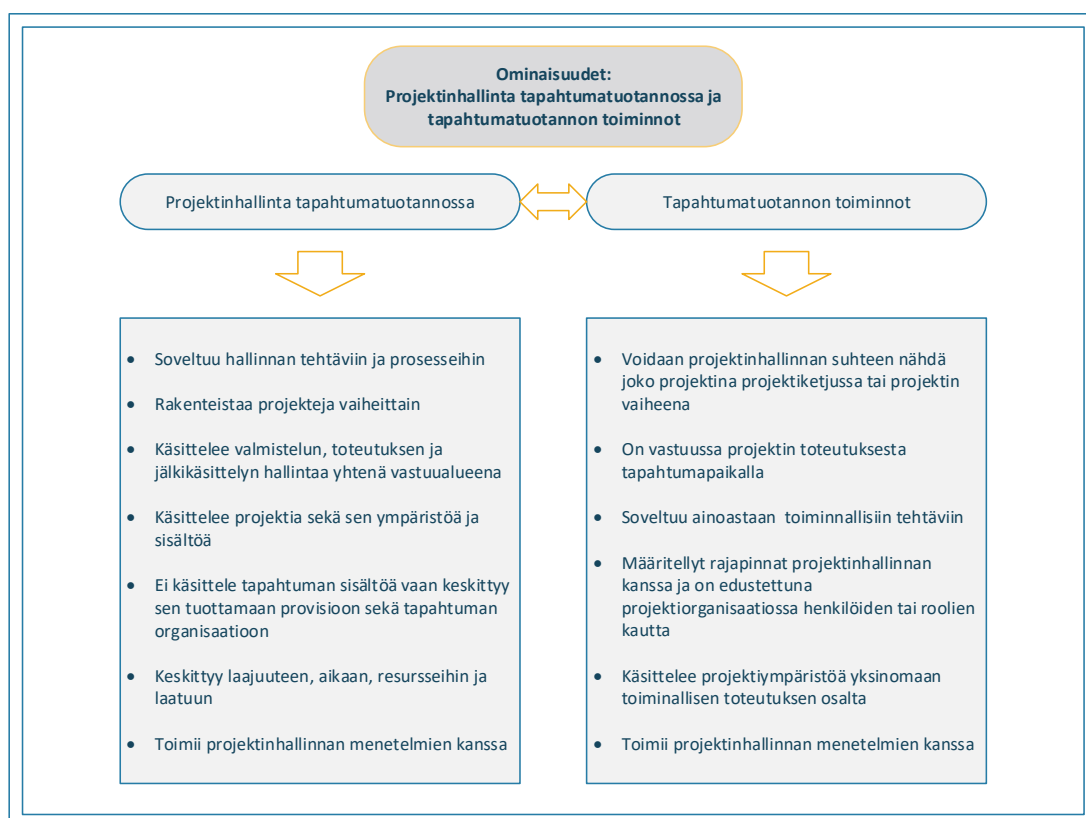 Ominaisuudet:
Projektinhallinta tapahtumatuotannossa ja
tapahtumatuotannon toiminnot
Projektinhallinta tapahtumatuotannossa
Tapahtumatuotannon toiminnot
• Soveltuu hallinnan tehtäviin ja prosesseihin
• Rakenteistaa projekteja vaiheittain
• Käsittelee valmistelun, toteutuksen ja
jälkikäsittelyn hallintaa yhtenä vastuualueena
• Käsittelee projektia sekä sen ympäristöä ja
sisältöä
• Ei käsittele tapahtuman sisältöä vaan keskittyy
sen tuottamaan provisioon sekä tapahtuman
organisaatioon
• Keskittyy laajuuteen, aikaan, resursseihin ja
laatuun
• Toimii projektinhallinnan menetelmien kanssa
• Voidaan projektinhallinnan suhteen nähdä
joko projektina projektiketjussa tai projektin
vaiheena
• On vastuussa projektin toteutuksesta
tapahtumapaikalla
• Soveltuu ainoastaan toiminnallisiin tehtäviin
• Määritellyt rajapinnat projektinhallinnan
kanssa ja on edustettuna
projektiorganisaatiossa henkilöiden tai roolien
kautta
• Käsittelee projektiympäristöä yksinomaan
toiminallisen toteutuksen osalta
• Toimii projektinhallinnan menetelmien kanssa